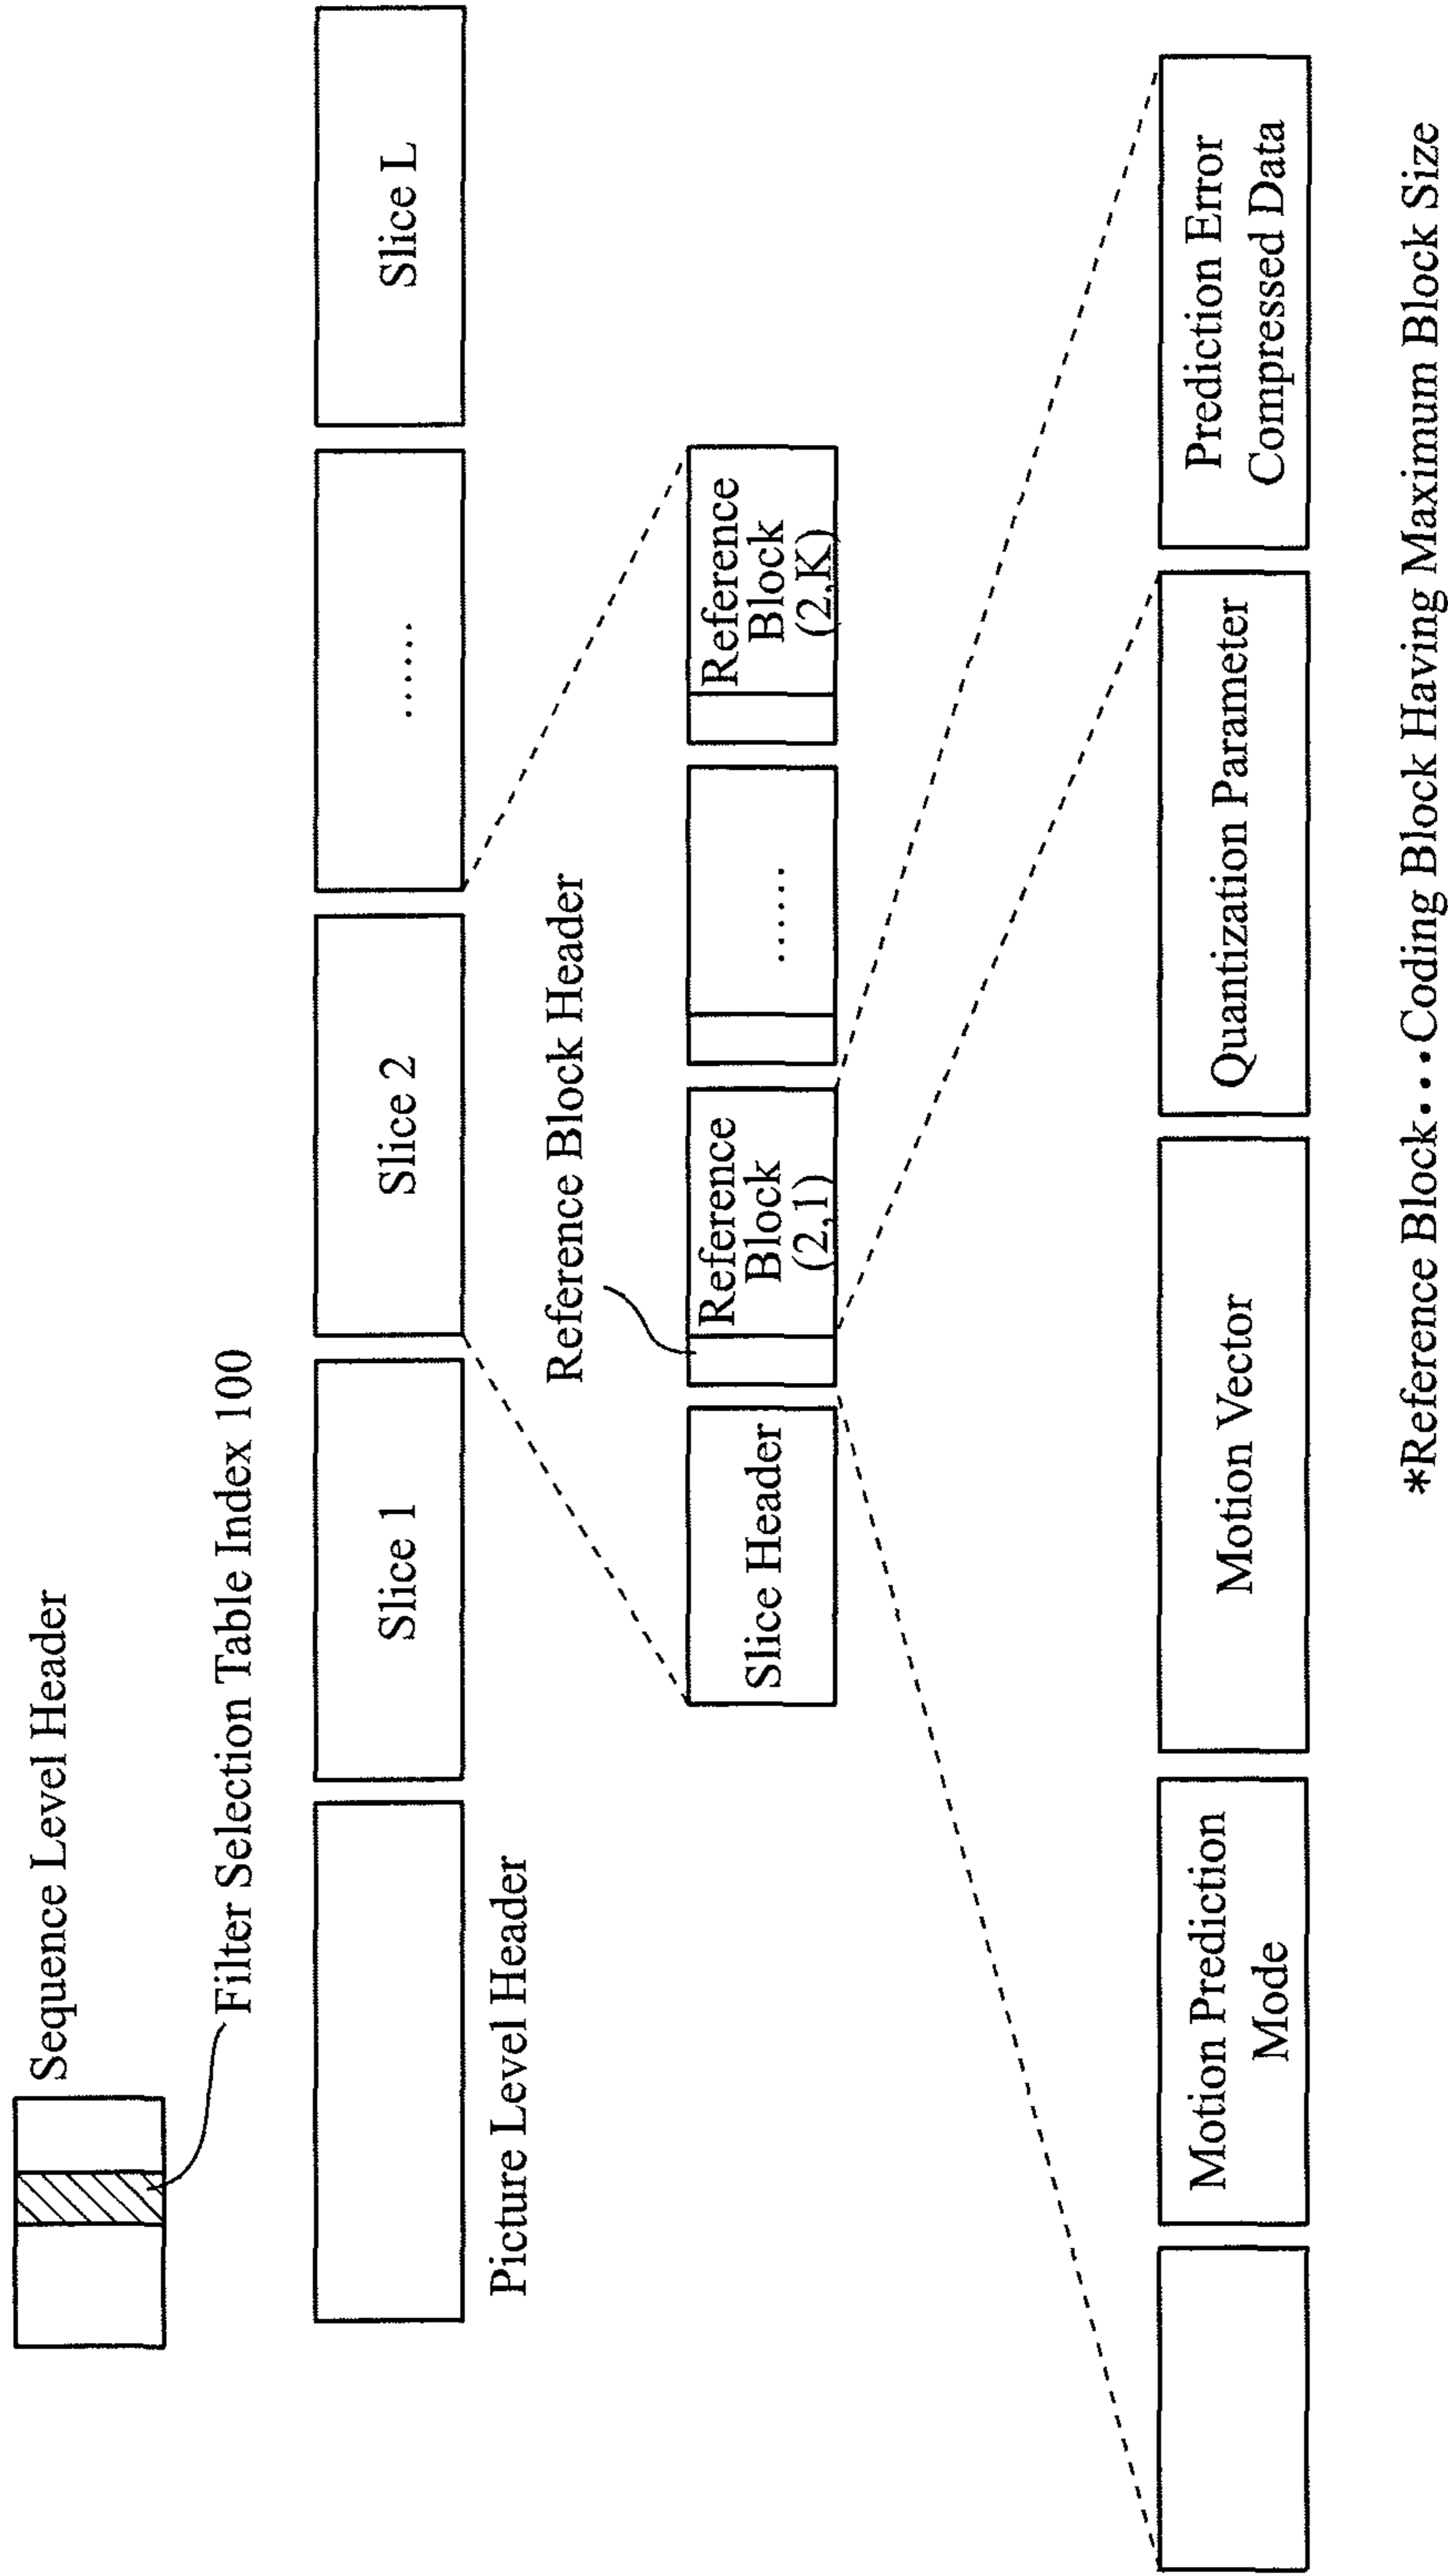 Sequence Level Header
Filter Selection Table Index 100
Slice 1
Slice 2
......
Slice L
Picture Level Header
Reference Block Header
Slice Header
Reference
Block
(2,1)
......
Reference
Block
(2,K)
Motion Prediction
Mode
Motion Vector
Quantization Parameter
Prediction Error
Compressed Data
*Reference Block•••Coding Block Having Maximum Block Size